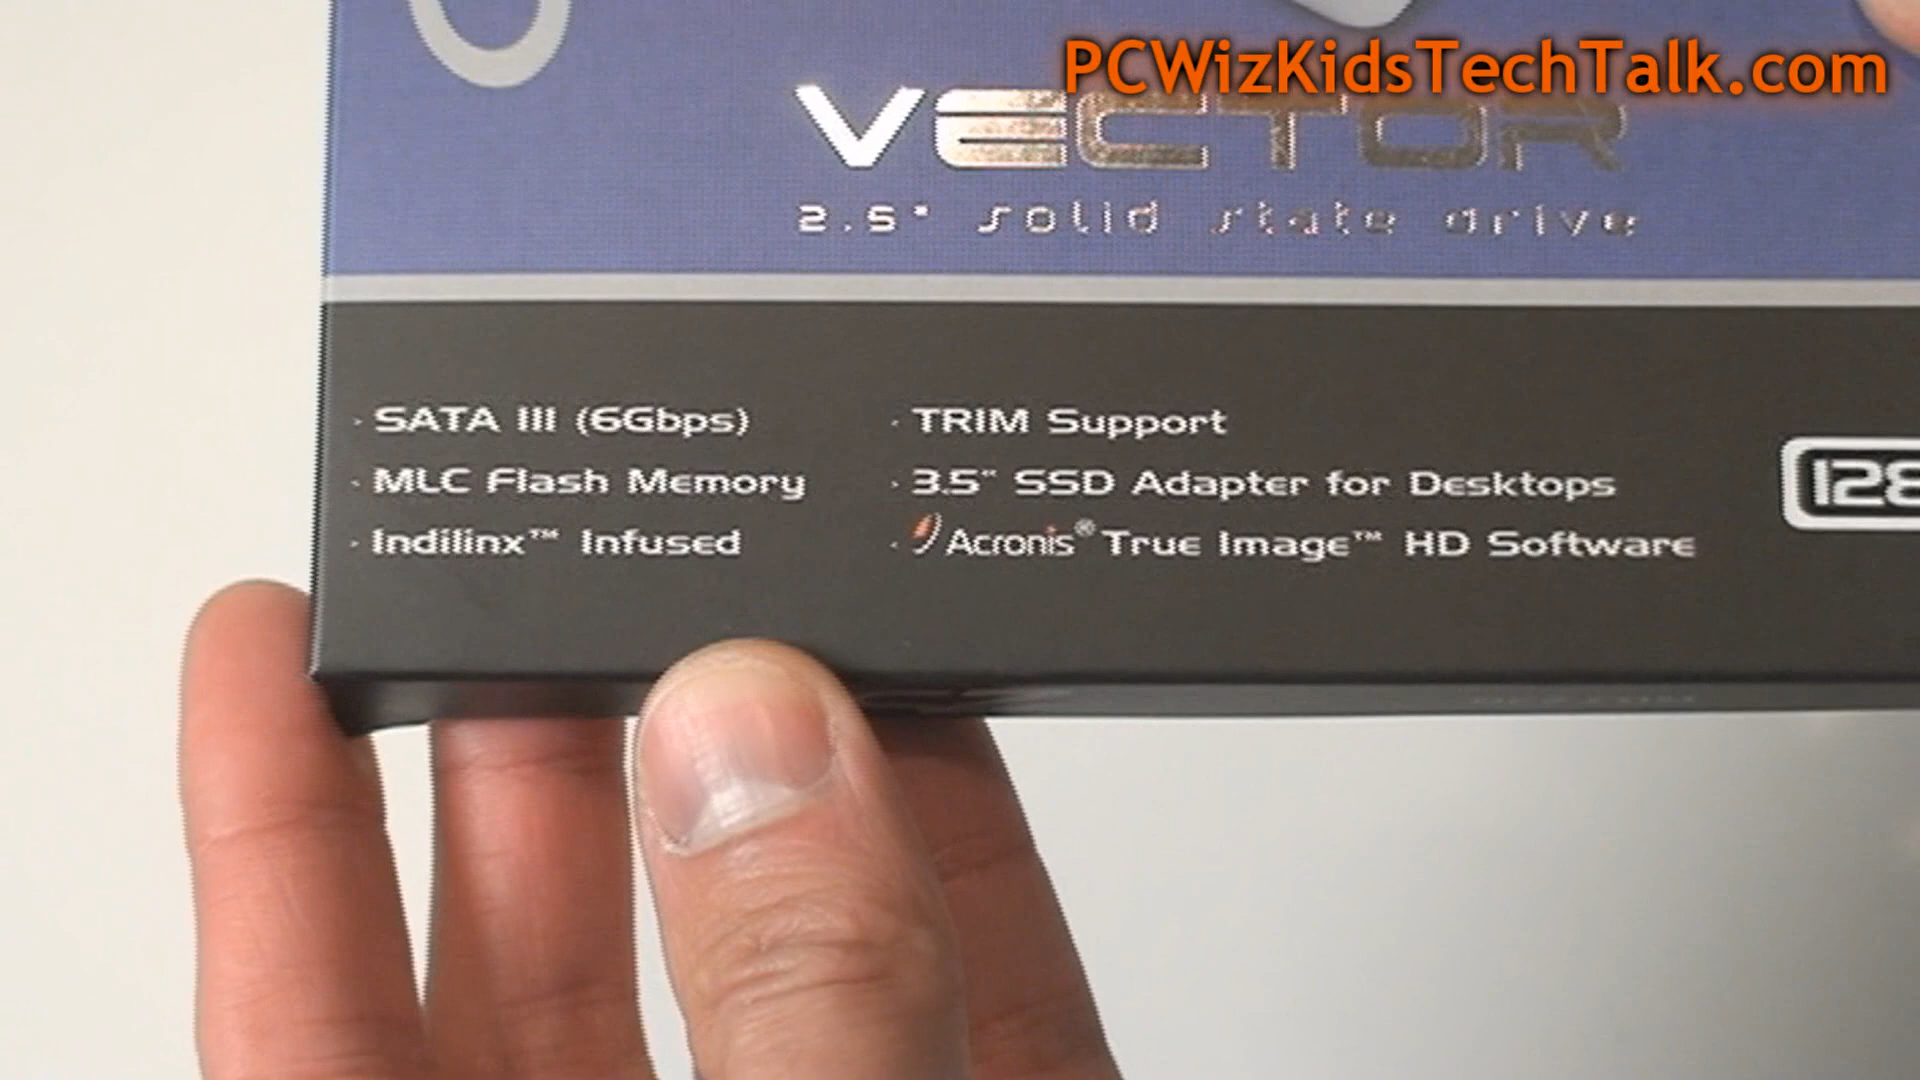 PCWizKidsTechTalk.com
VECTOR
2.5" solid state drive
· SATA III (6Gbps)
· MLC Flash Memory
· Indilinx™ Infused
· TRIM Support
· 3.5" SSD Adapter for Desktops
· Acronis® True Image™ HD Software
128